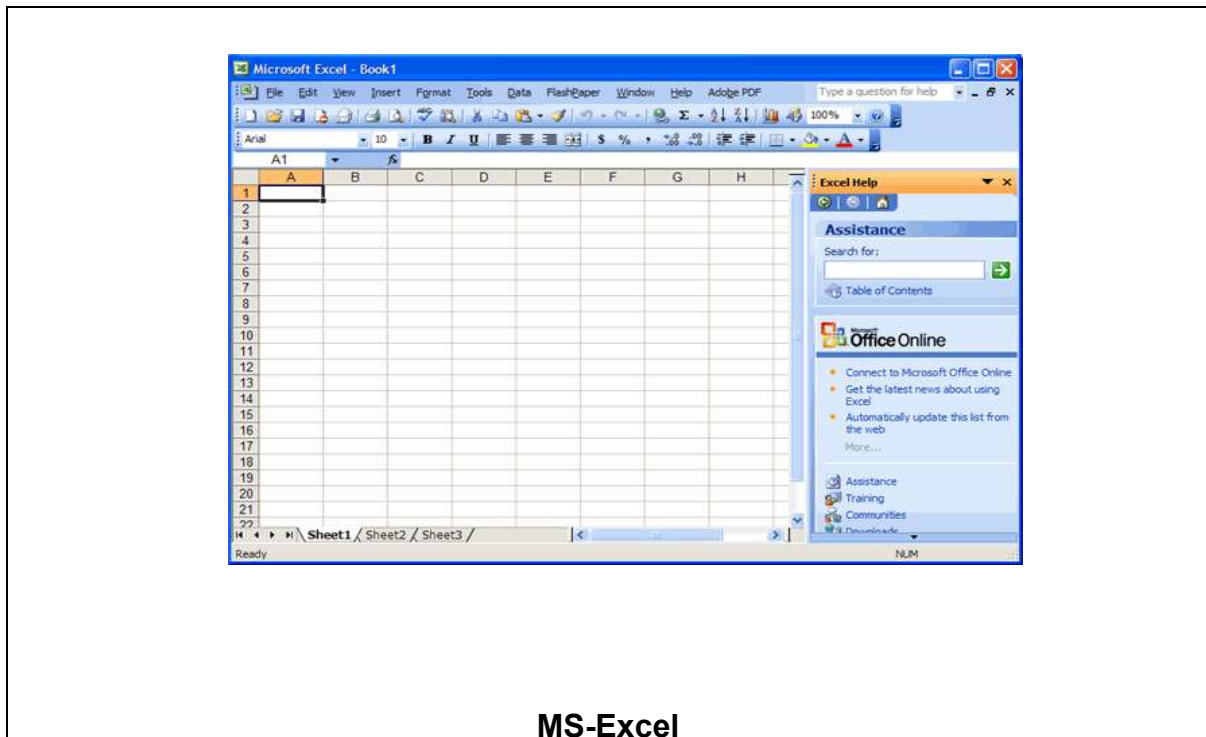 Microsoft Excel - Book1
File Edit View Insert Format Tools Data FlashPaper Window Help Adobe PDF Type a question for help
100%
Arial 10 B I U $ % ,
A1 fx
A B C D E F G H
Excel Help
1
2
3
4
5
6
7
8
9
10
11
12
13
14
15
16
17
18
19
20
21
22
Assistance
Search for:
Table of Contents
Microsoft
Office Online
Connect to Microsoft Office Online
Get the latest news about using
Excel
Automatically update this list from
the web
More...
Assistance
Training
Communities
Downloads
Sheet1 / Sheet2 / Sheet3 /
Ready NUM
MS-Excel